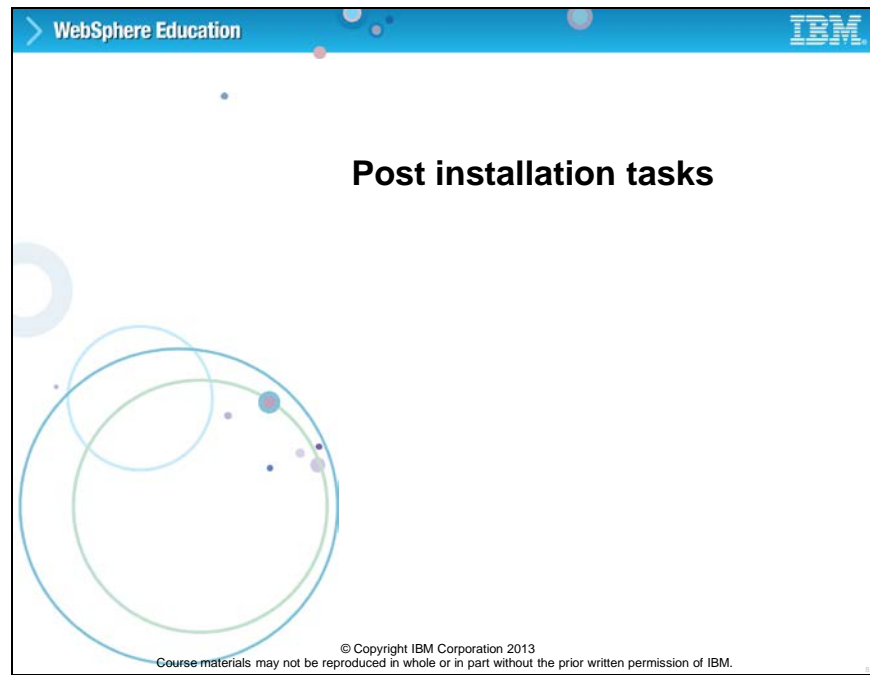 WebSphere Education
IBM
Post installation tasks
© Copyright IBM Corporation 2013
Course materials may not be reproduced in whole or in part without the prior written permission of IBM.